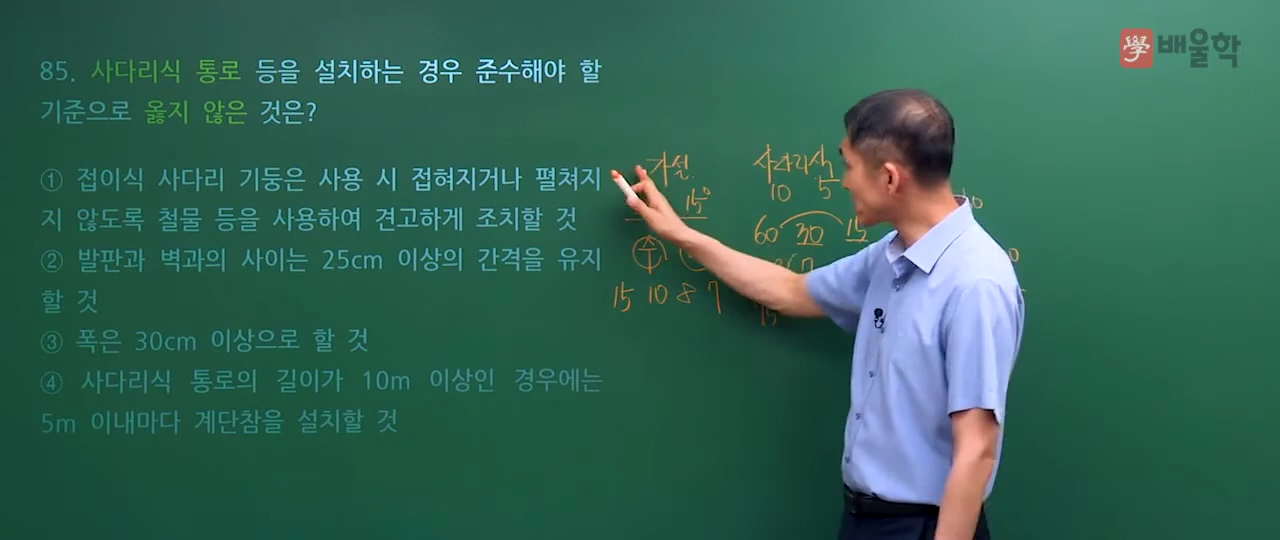 學 배울학
85. 사다리식 통로 등을 설치하는 경우 준수해야 할
기준으로 옳지 않은 것은?
① 접이식 사다리 기둥은 사용 시 접혀지거나 펼쳐지
지 않도록 철물 등을 사용하여 견고하게 조치할 것
② 발판과 벽과의 사이는 25cm 이상의 간격을 유지
할 것
③ 폭은 30cm 이상으로 할 것
④ 사다리식 통로의 길이가 10m 이상인 경우에는
5m 이내마다 계단참을 설치할 것
가설
15°
15 10 8 7
사다리식
10 5
60 30 15
15